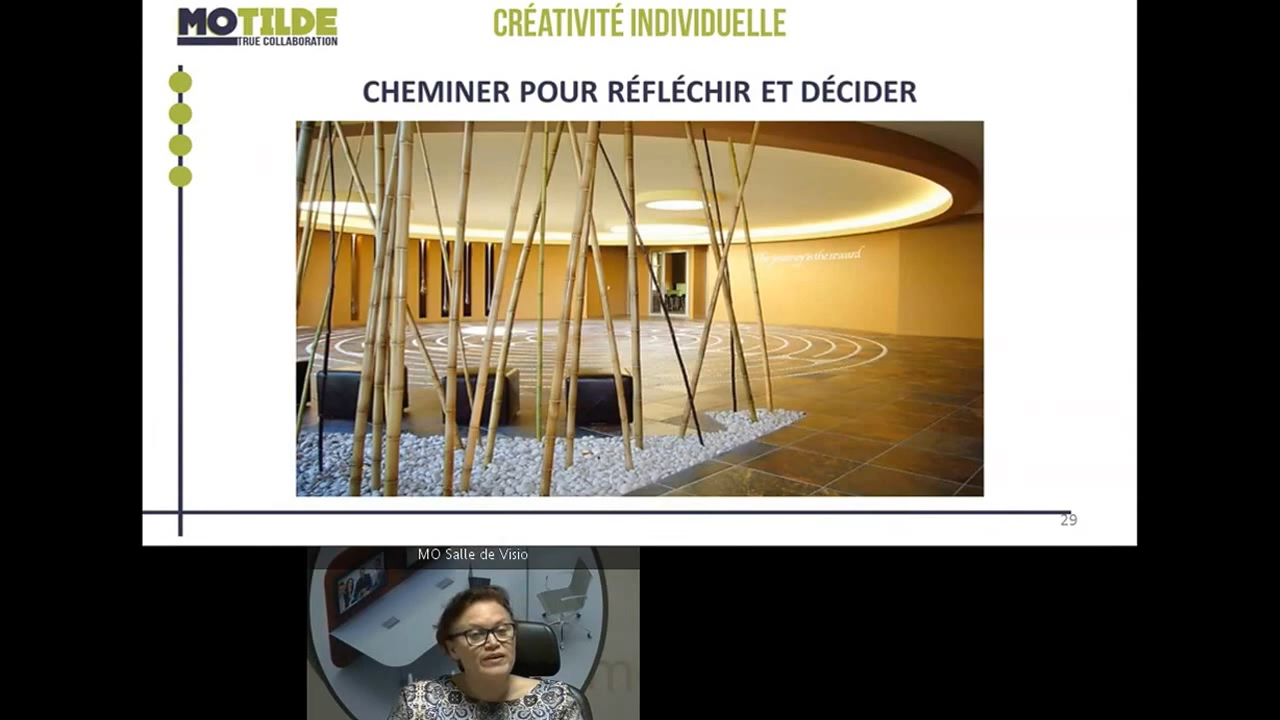 MOTILDE
TRUE COLLABORATION
CRÉATIVITÉ INDIVIDUELLE
CHEMINER POUR RÉFLÉCHIR ET DÉCIDER
The journey is the reward
29
MO Salle de Visio
m